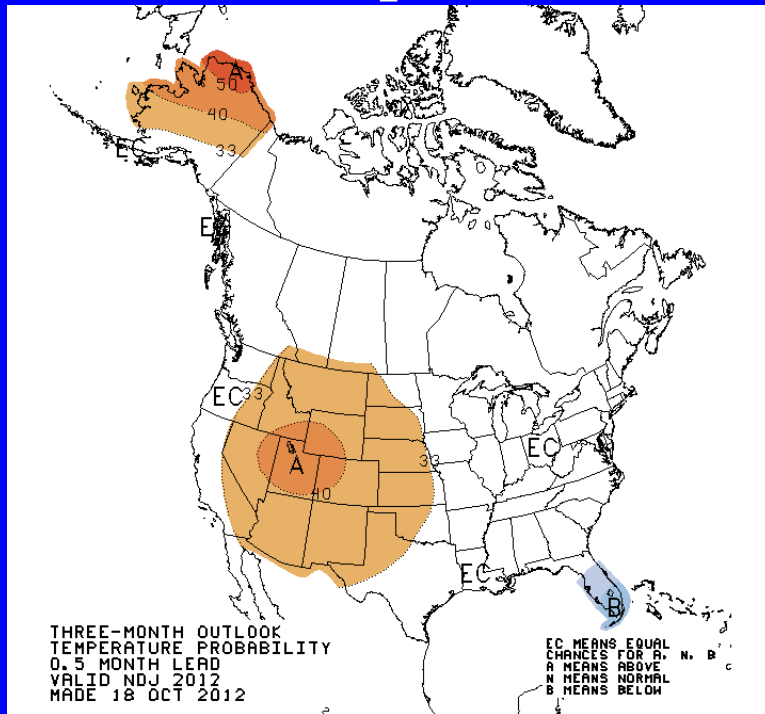 A
50
40
33
EC
EC
EC 33
A
33
40
EC
EC
B
THREE-MONTH OUTLOOK
TEMPERATURE PROBABILITY
0.5 MONTH LEAD
VALID NDJ 2012
MADE 18 OCT 2012
EC MEANS EQUAL
CHANCES FOR A, N, B
A MEANS ABOVE
N MEANS NORMAL
B MEANS BELOW